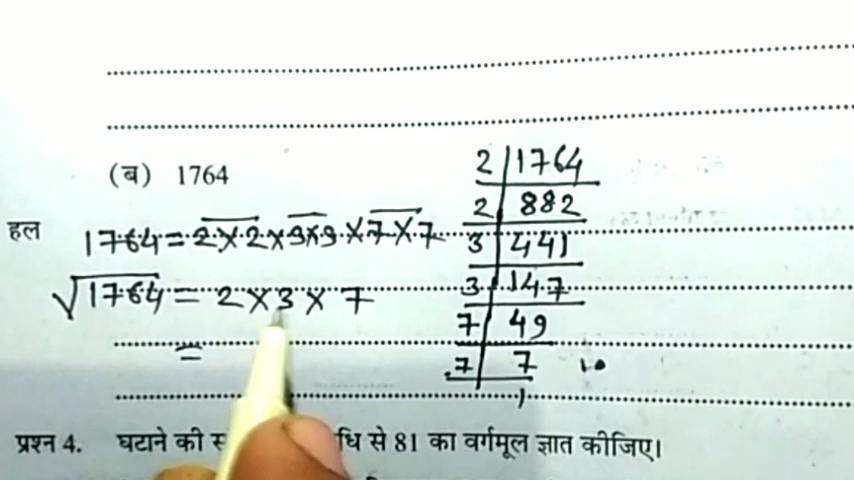 (ब) 1764
हल 1764 = 2 × 2 × 3 × 3 × 7 × 7
√1764 = 2 × 3 × 7
=
2 | 1764
2 | 882
3 | 441
3 | 147
7 | 49
7 | 7
1
प्रश्न 4. घटाने की से 81 का वर्गमूल ज्ञात कीजिए।